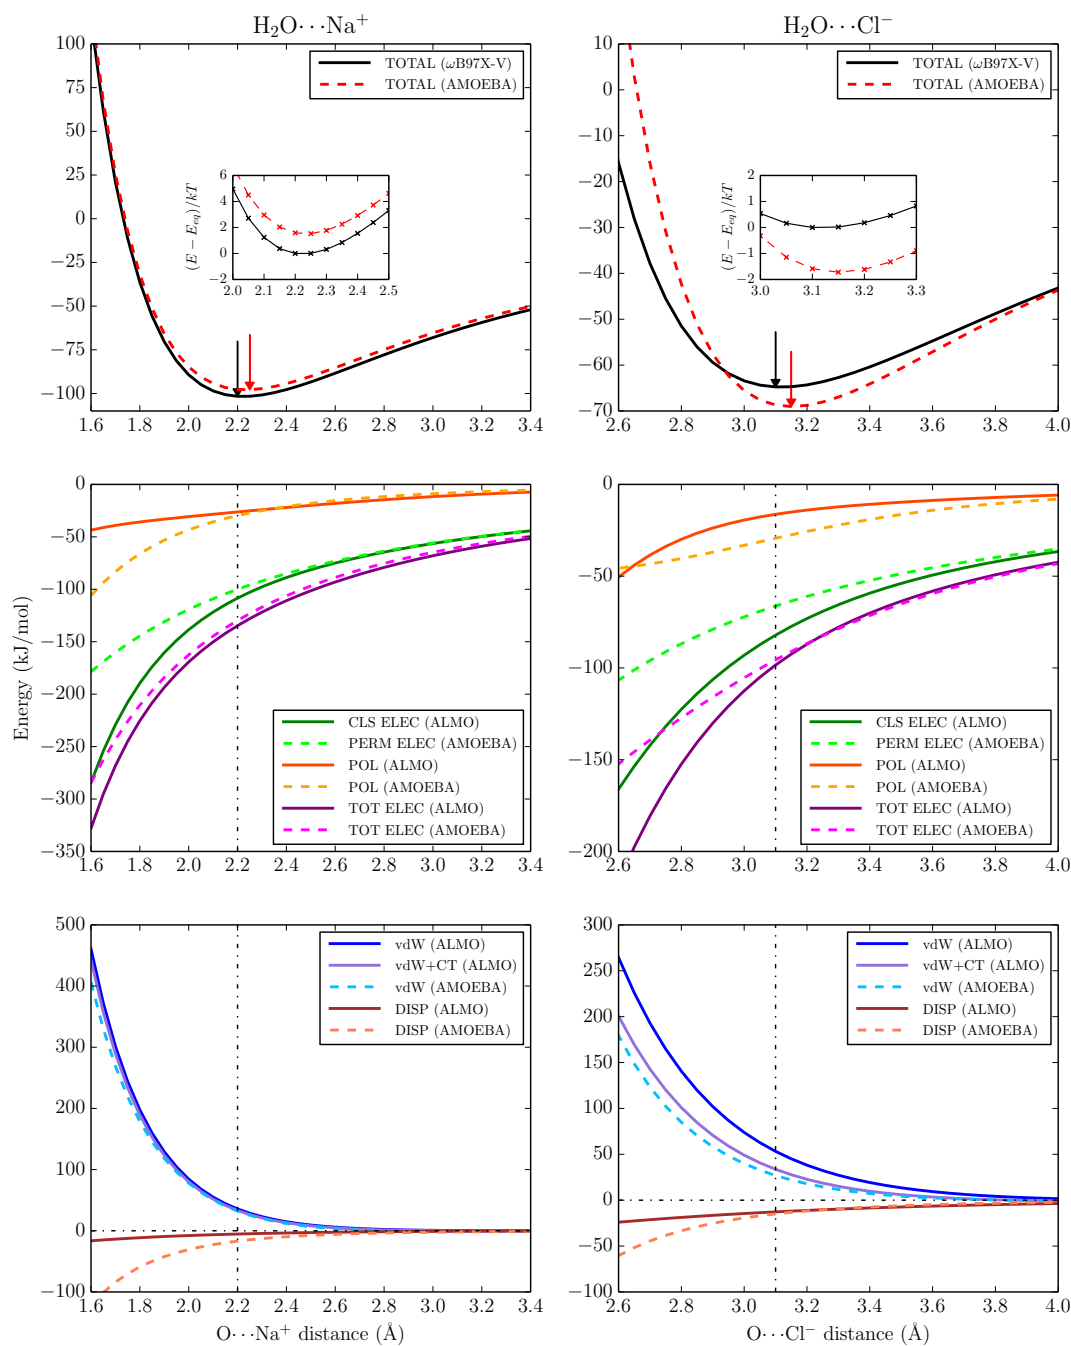 H₂O···Na⁺
100
75
50
25
0
−25
−50
−75
−100
1.6 1.8 2.0 2.2 2.4 2.6 2.8 3.0 3.2 3.4
TOTAL (ωB97X-V)
TOTAL (AMOEBA)
(E − E_eq)/kT
6
4
2
0
−2
2.0 2.1 2.2 2.3 2.4 2.5
H₂O···Cl⁻
10
0
−10
−20
−30
−40
−50
−60
−70
2.6 2.8 3.0 3.2 3.4 3.6 3.8 4.0
TOTAL (ωB97X-V)
TOTAL (AMOEBA)
(E − E_eq)/kT
2
1
0
−1
−2
3.0 3.1 3.2 3.3
Energy (kJ/mol)
0
−50
−100
−150
−200
−250
−300
−350
1.6 1.8 2.0 2.2 2.4 2.6 2.8 3.0 3.2 3.4
CLS ELEC (ALMO)
PERM ELEC (AMOEBA)
POL (ALMO)
POL (AMOEBA)
TOT ELEC (ALMO)
TOT ELEC (AMOEBA)
0
−50
−100
−150
−200
2.6 2.8 3.0 3.2 3.4 3.6 3.8 4.0
CLS ELEC (ALMO)
PERM ELEC (AMOEBA)
POL (ALMO)
POL (AMOEBA)
TOT ELEC (ALMO)
TOT ELEC (AMOEBA)
500
400
300
200
100
0
−100
1.6 1.8 2.0 2.2 2.4 2.6 2.8 3.0 3.2 3.4
O···Na⁺ distance (Å)
vdW (ALMO)
vdW+CT (ALMO)
vdW (AMOEBA)
DISP (ALMO)
DISP (AMOEBA)
300
250
200
150
100
50
0
−50
−100
2.6 2.8 3.0 3.2 3.4 3.6 3.8 4.0
O···Cl⁻ distance (Å)
vdW (ALMO)
vdW+CT (ALMO)
vdW (AMOEBA)
DISP (ALMO)
DISP (AMOEBA)